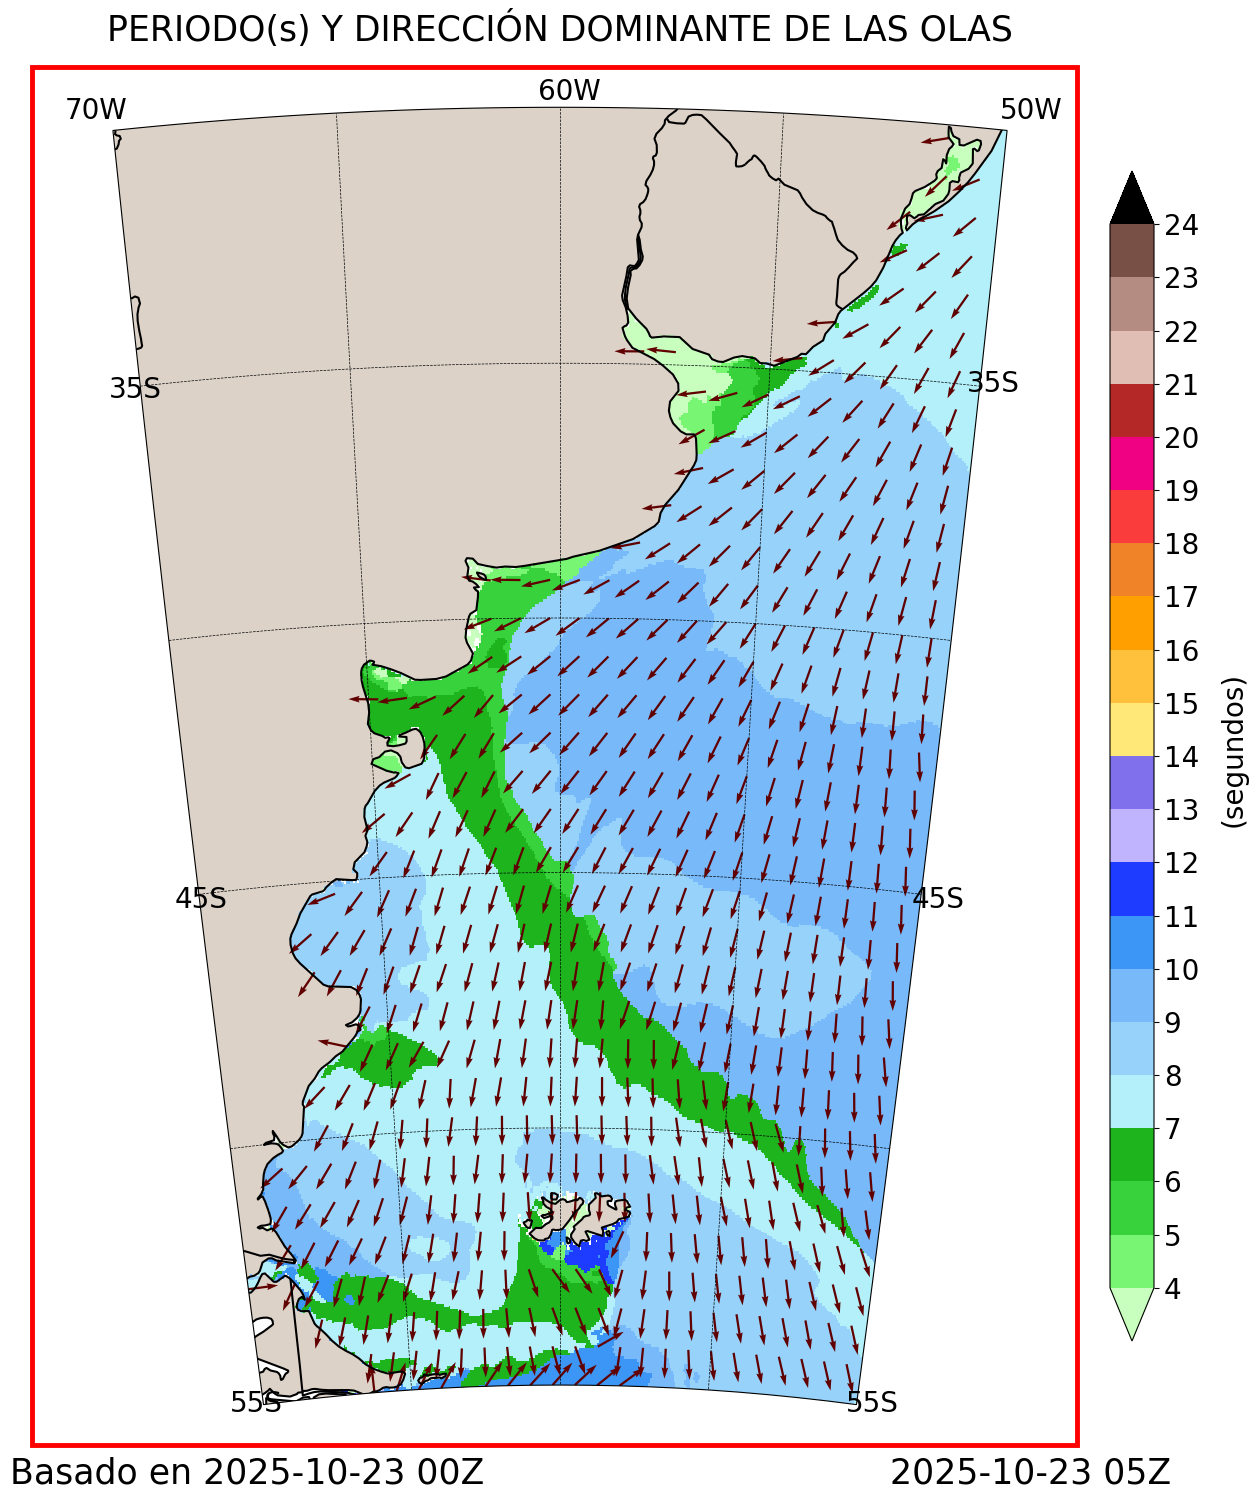 PERIODO(s) Y DIRECCIÓN DOMINANTE DE LAS OLAS
70W
60W
50W
35S
35S
45S
45S
55S
55S
24
23
22
21
20
19
18
17
16
15
14
13
12
11
10
9
8
7
6
5
4
(segundos)
Basado en 2025-10-23 00Z
2025-10-23 05Z